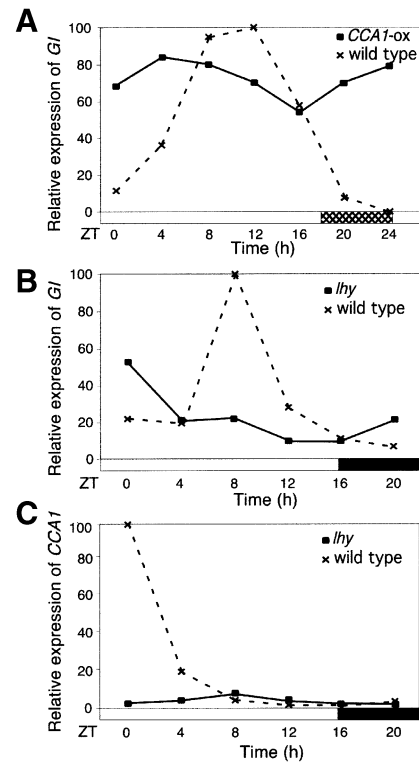 A
Relative expression of GI
100
80
60
40
20
0
CCA1-ox
wild type
ZT 0 4 8 12 16 20 24
Time (h)
B
Relative expression of GI
100
80
60
40
20
0
lhy
wild type
ZT 0 4 8 12 16 20
Time (h)
C
Relative expression of CCA1
100
80
60
40
20
0
lhy
wild type
ZT 0 4 8 12 16 20
Time (h)